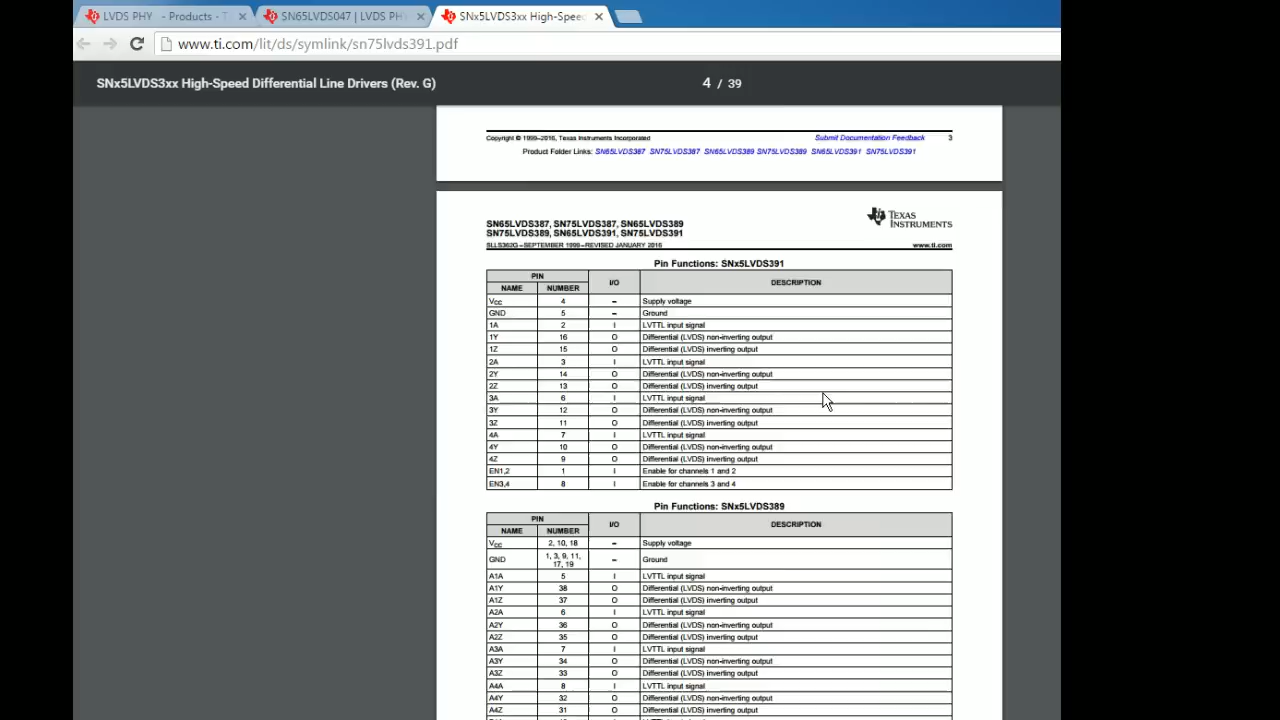 LVDS PHY - Products - T
SN65LVDS047 | LVDS PH
SNx5LVDS3xx High-Speed
www.ti.com/lit/ds/symlink/sn75lvds391.pdf
SNx5LVDS3xx High-Speed Differential Line Drivers (Rev. G)
4 / 39
Copyright © 1999–2016, Texas Instruments Incorporated
Submit Documentation Feedback
3
Product Folder Links: SN65LVDS387 SN75LVDS387 SN65LVDS389 SN75LVDS389 SN65LVDS391 SN75LVDS391
SN65LVDS387, SN75LVDS387, SN65LVDS389
SN75LVDS389, SN65LVDS391, SN75LVDS391
TEXAS
INSTRUMENTS
SLLS362G – SEPTEMBER 1999 – REVISED JANUARY 2016
www.ti.com
Pin Functions: SNx5LVDS391
PIN
I/O
DESCRIPTION
NAME NUMBER
VCC 4 – Supply voltage
GND 5 – Ground
1A 2 I LVTTL input signal
1Y 16 O Differential (LVDS) non-inverting output
1Z 15 O Differential (LVDS) inverting output
2A 3 I LVTTL input signal
2Y 14 O Differential (LVDS) non-inverting output
2Z 13 O Differential (LVDS) inverting output
3A 6 I LVTTL input signal
3Y 12 O Differential (LVDS) non-inverting output
3Z 11 O Differential (LVDS) inverting output
4A 7 I LVTTL input signal
4Y 10 O Differential (LVDS) non-inverting output
4Z 9 O Differential (LVDS) inverting output
EN1,2 1 I Enable for channels 1 and 2
EN3,4 8 I Enable for channels 3 and 4
Pin Functions: SNx5LVDS389
PIN
I/O
DESCRIPTION
NAME NUMBER
VCC 2, 10, 18 – Supply voltage
GND 1, 3, 9, 11, – Ground
17, 19
A1A 5 I LVTTL input signal
A1Y 38 O Differential (LVDS) non-inverting output
A1Z 37 O Differential (LVDS) inverting output
A2A 6 I LVTTL input signal
A2Y 36 O Differential (LVDS) non-inverting output
A2Z 35 O Differential (LVDS) inverting output
A3A 7 I LVTTL input signal
A3Y 34 O Differential (LVDS) non-inverting output
A3Z 33 O Differential (LVDS) inverting output
A4A 8 I LVTTL input signal
A4Y 32 O Differential (LVDS) non-inverting output
A4Z 31 O Differential (LVDS) inverting output